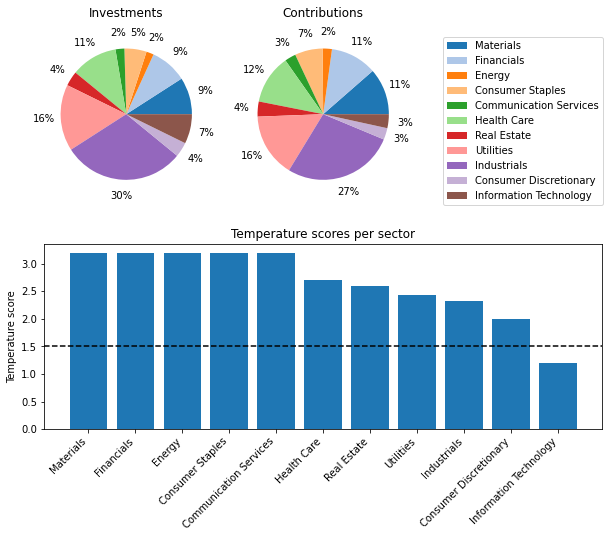 Investments
9%
9%
2%
5%
2%
11%
4%
16%
30%
4%
7%
Contributions
11%
11%
2%
7%
3%
12%
4%
16%
27%
3%
3%
Materials
Financials
Energy
Consumer Staples
Communication Services
Health Care
Real Estate
Utilities
Industrials
Consumer Discretionary
Information Technology
Temperature scores per sector
Temperature score
3.0
2.5
2.0
1.5
1.0
0.5
0.0
Materials
Financials
Energy
Consumer Staples
Communication Services
Health Care
Real Estate
Utilities
Industrials
Consumer Discretionary
Information Technology